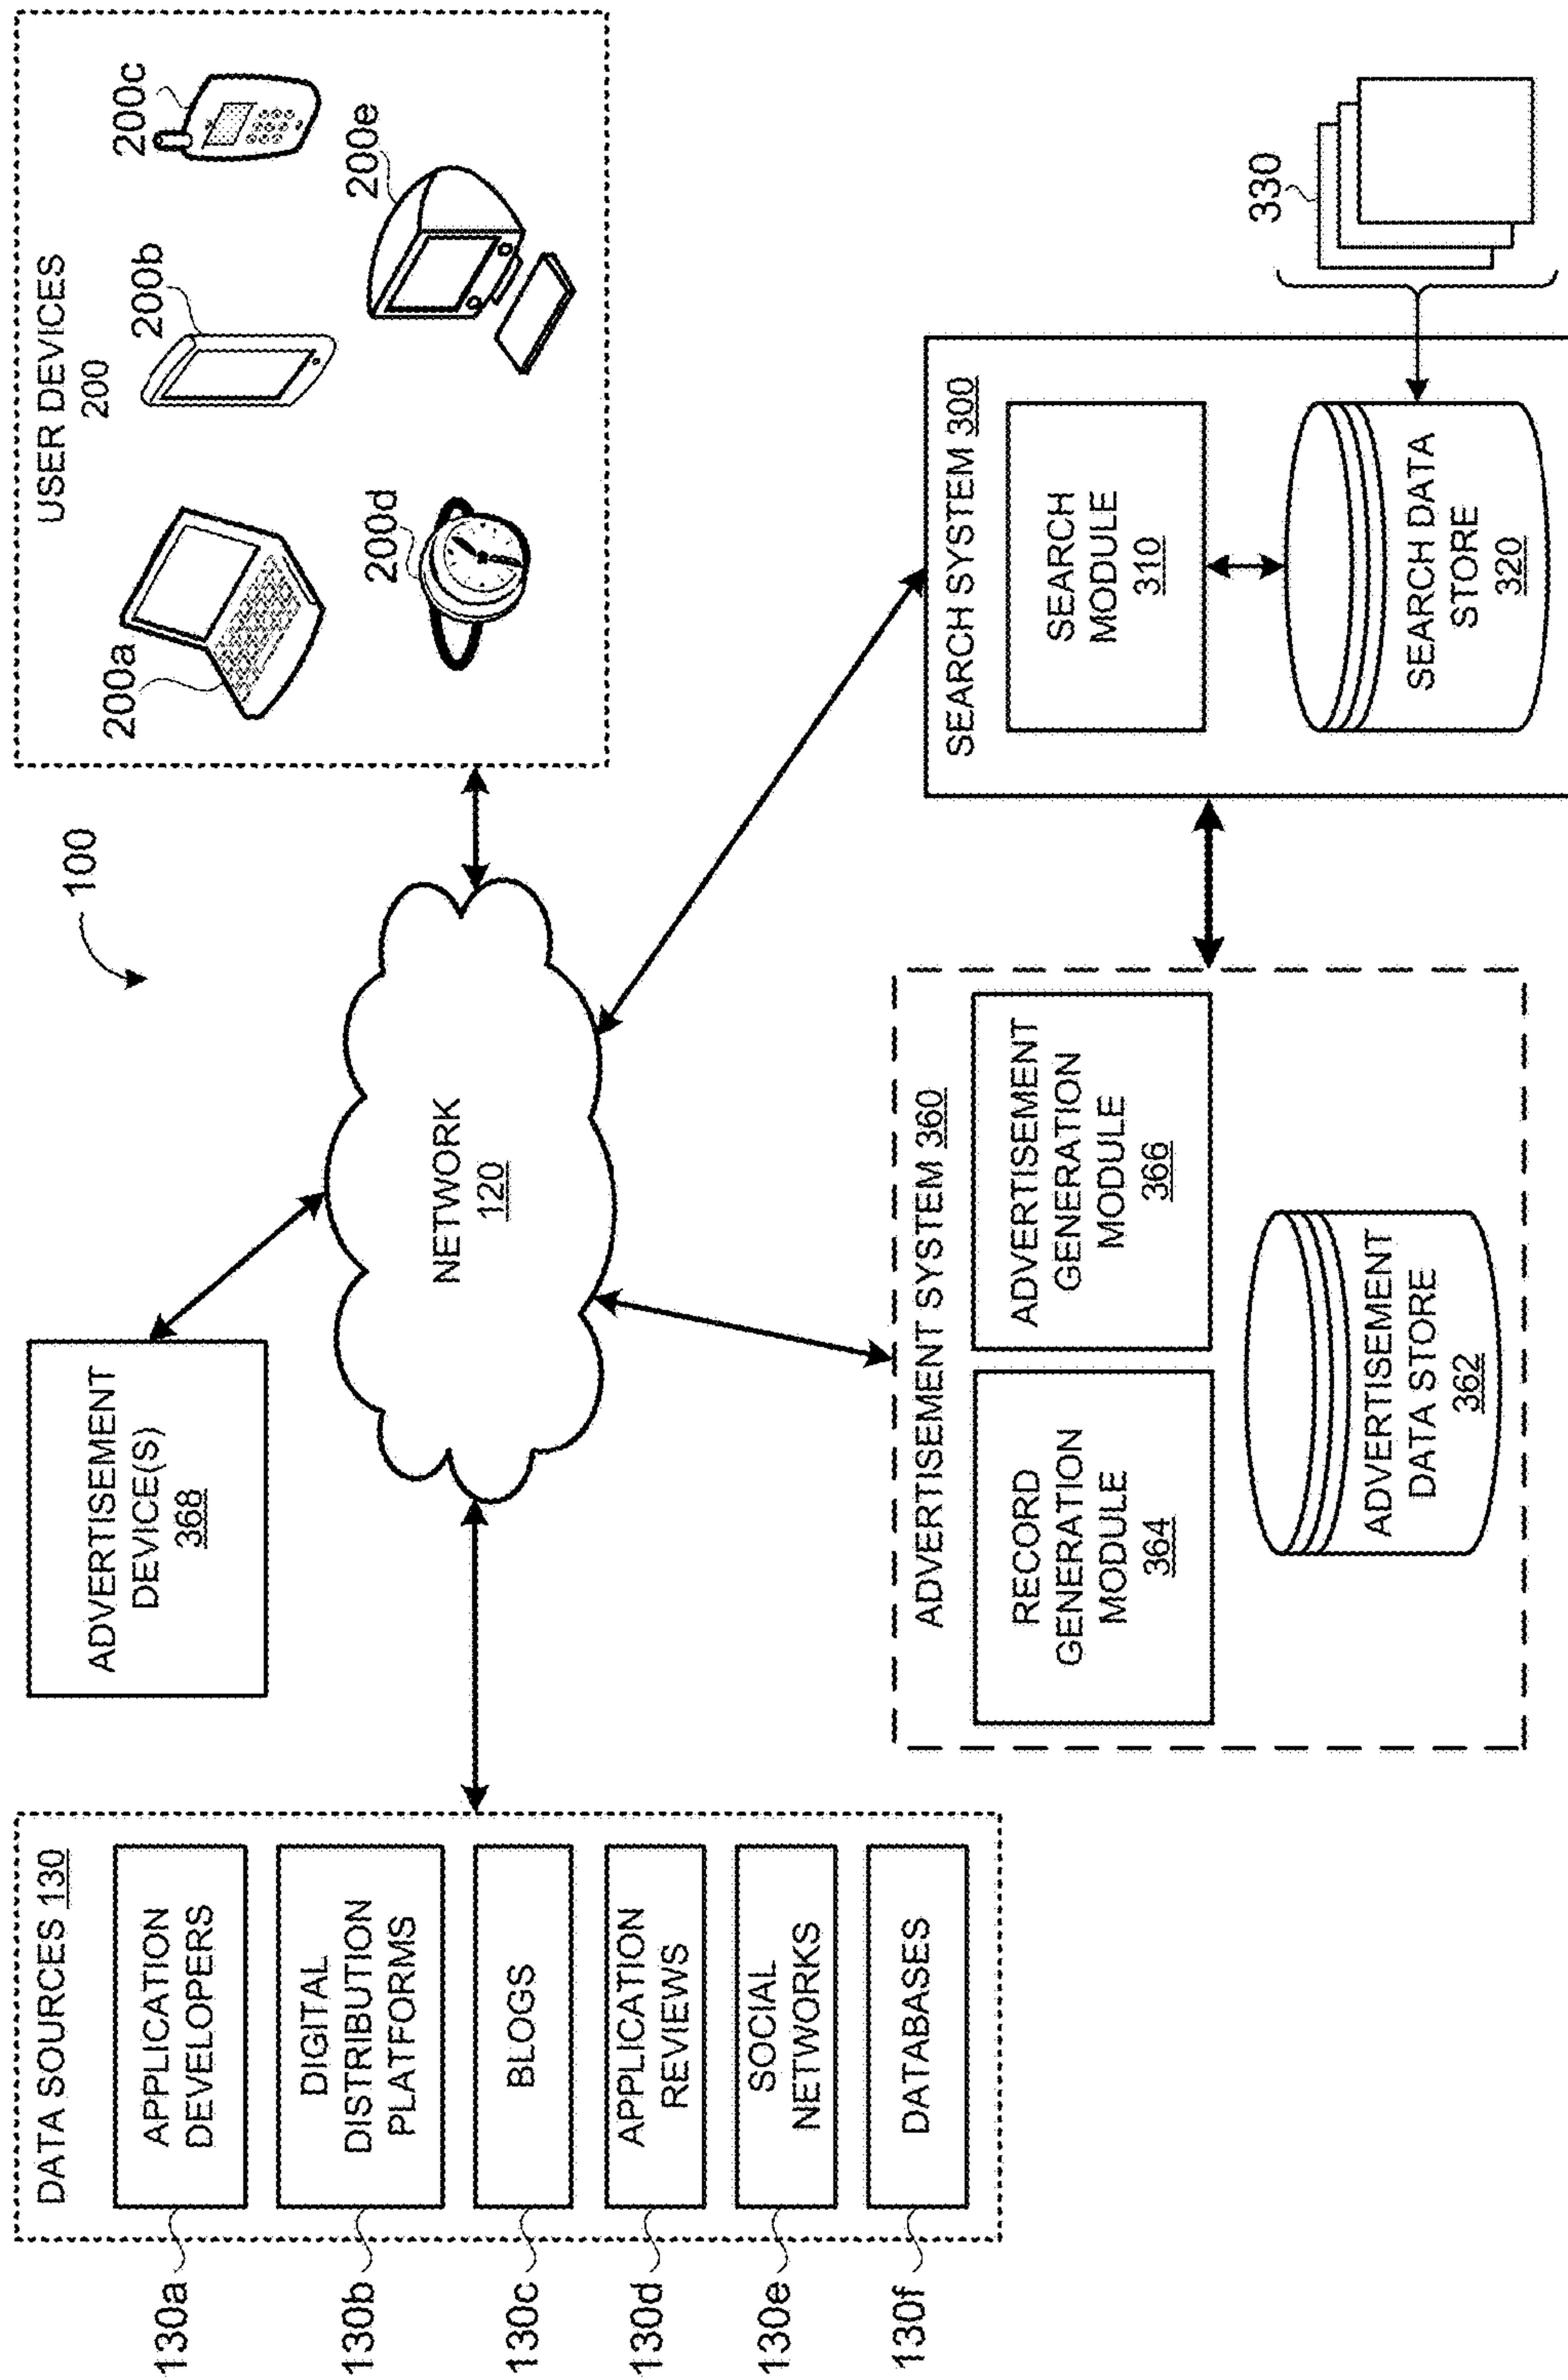 100
DATA SOURCES 130
130a
APPLICATION
DEVELOPERS
130b
DIGITAL
DISTRIBUTION
PLATFORMS
130c
BLOGS
130d
APPLICATION
REVIEWS
130e
SOCIAL
NETWORKS
130f
DATABASES
ADVERTISEMENT
DEVICE(S)
368
NETWORK
120
USER DEVICES
200
200a
200b
200c
200d
200e
ADVERTISEMENT SYSTEM 360
RECORD
GENERATION
MODULE
364
ADVERTISEMENT
GENERATION
MODULE
366
ADVERTISEMENT
DATA STORE
362
SEARCH SYSTEM 300
SEARCH
MODULE
310
SEARCH DATA
STORE
320
330